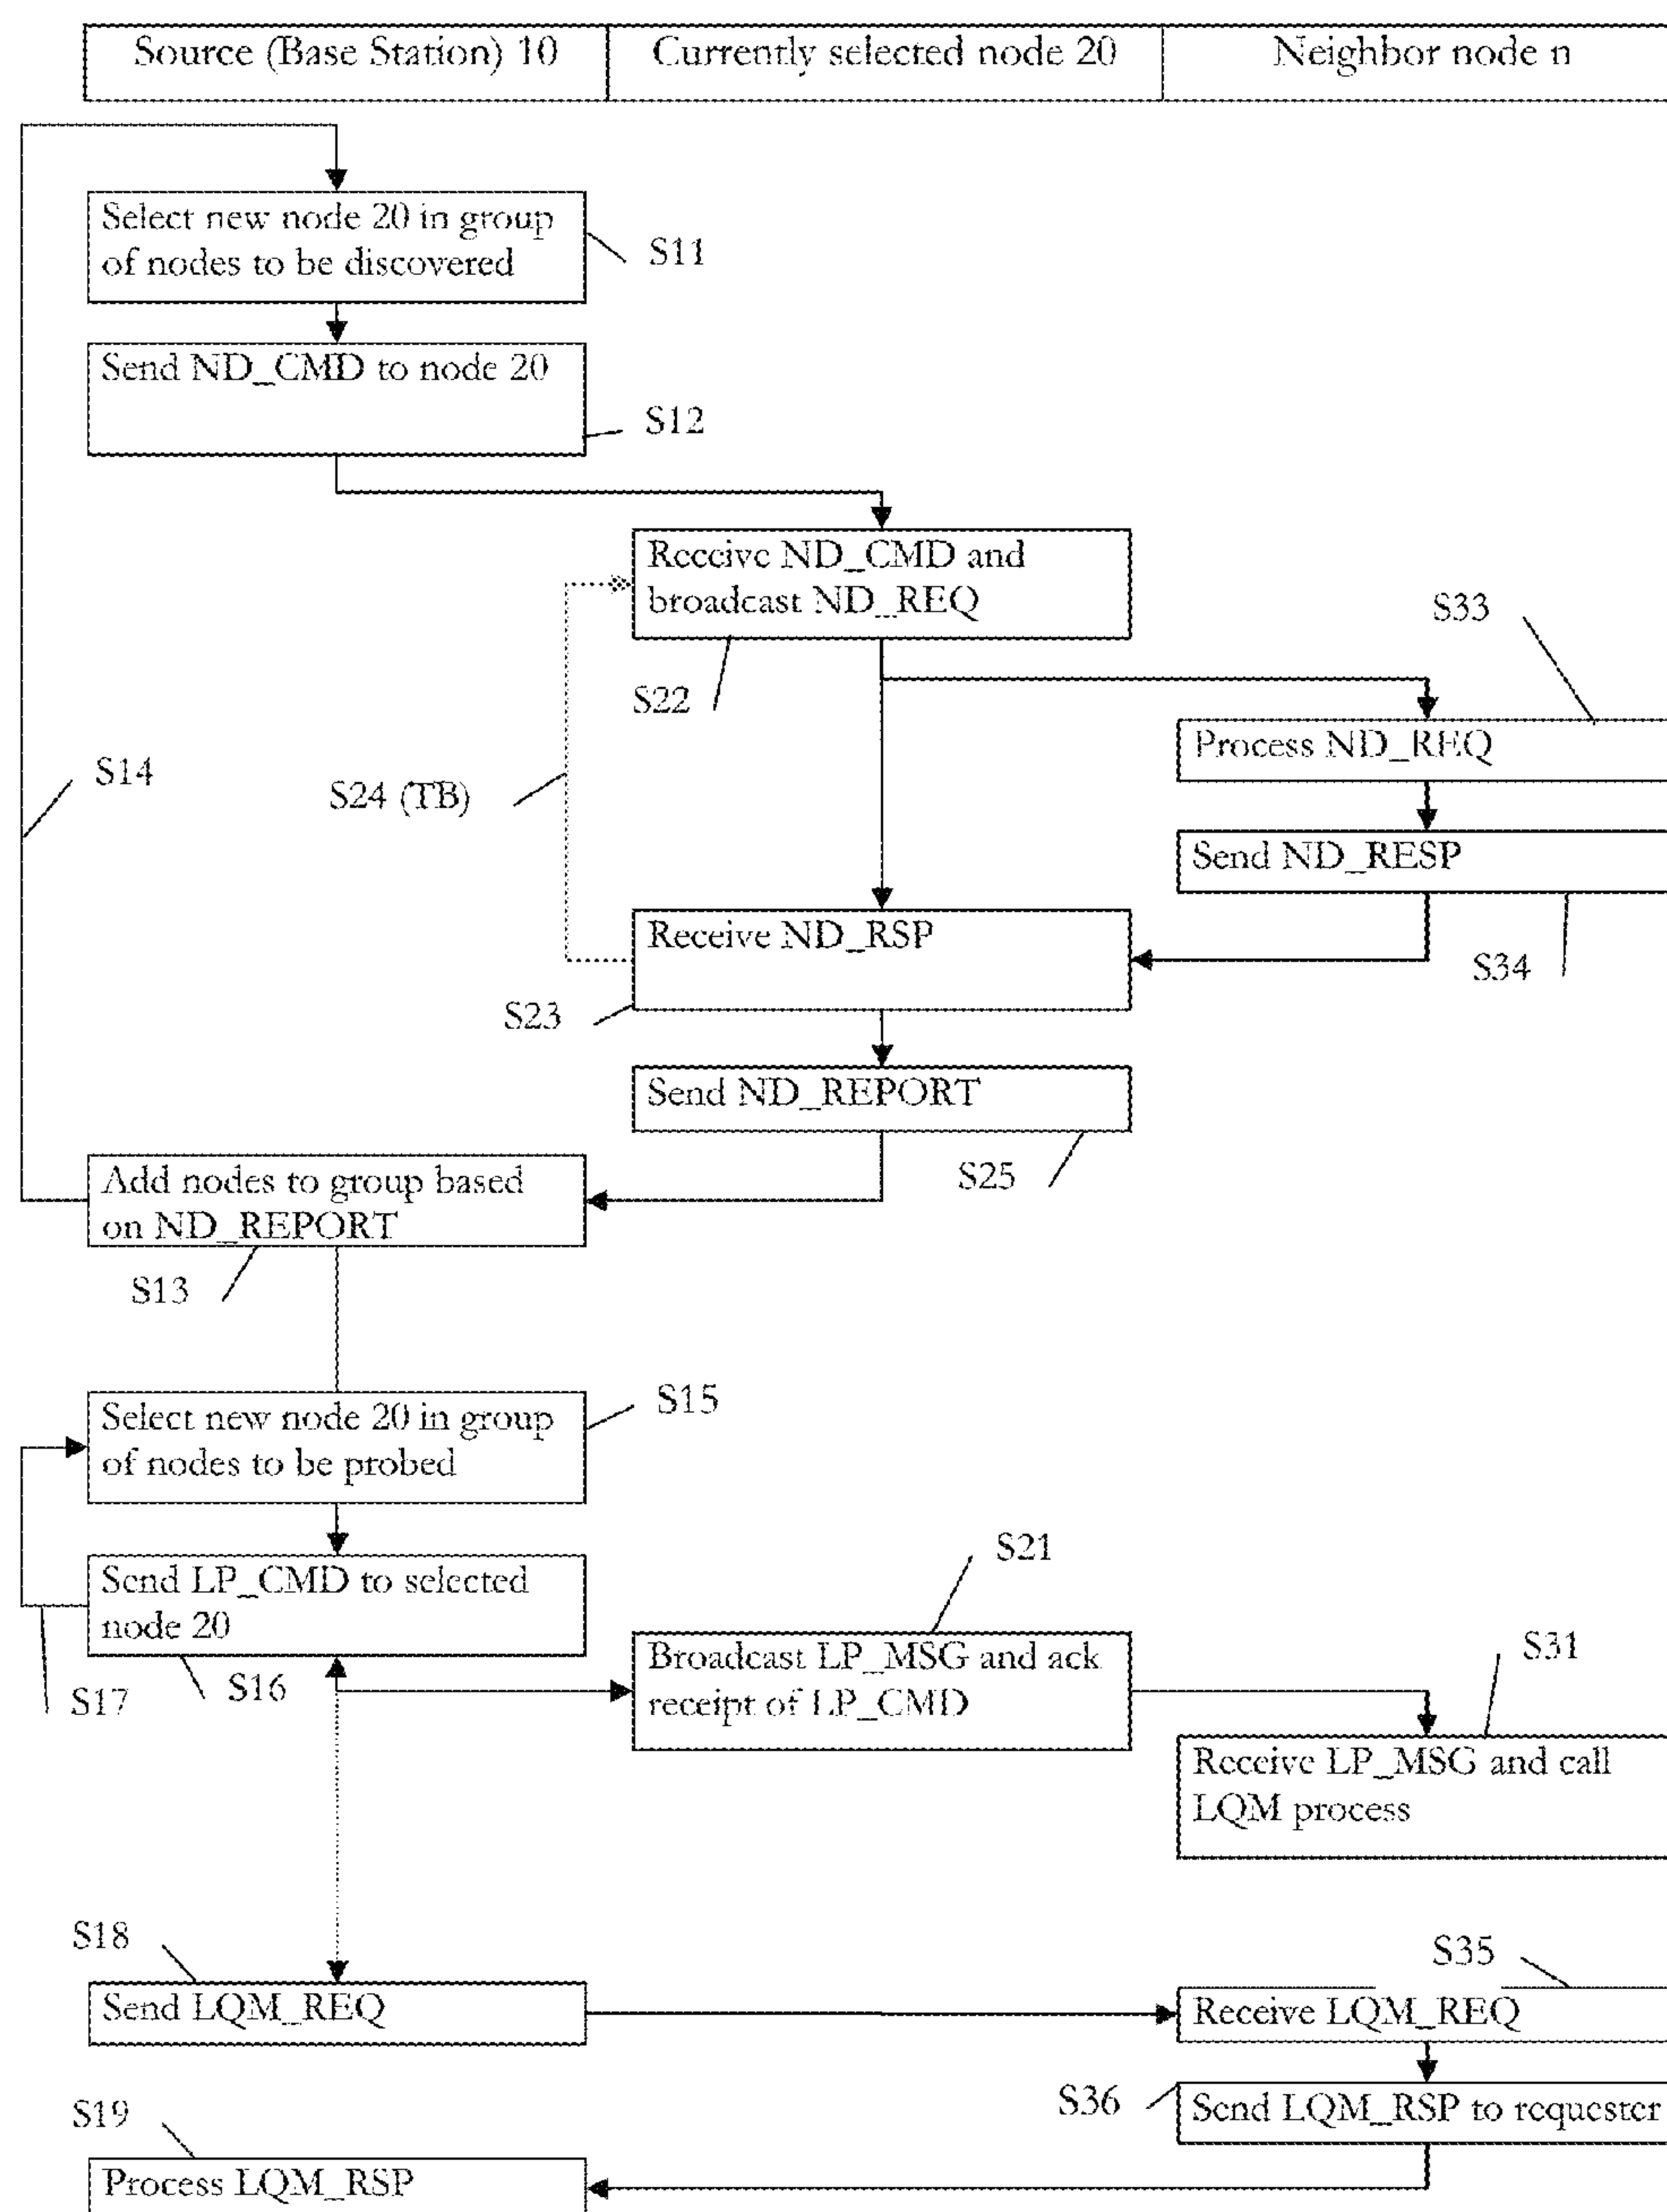 Source (Base Station) 10
Currently selected node 20
Neighbor node n
Select new node 20 in group
of nodes to be discovered
S11
Send ND_CMD to node 20
S12
Receive ND_CMD and
broadcast ND_REQ
S33
S22
Process ND_REQ
S14
S24 (TB)
Send ND_RESP
Receive ND_RSP
S34
S23
Send ND_REPORT
S25
Add nodes to group based
on ND_REPORT
S13
S15
Select new node 20 in group
of nodes to be probed
S21
Send LP_CMD to selected
node 20
S31
Broadcast LP_MSG and ack
receipt of LP_CMD
S17
S16
Receive LP_MSG and call
LQM process
S18
S35
Send LQM_REQ
Receive LQM_REQ
S36
Send LQM_RSP to requester
S19
Process LQM_RSP